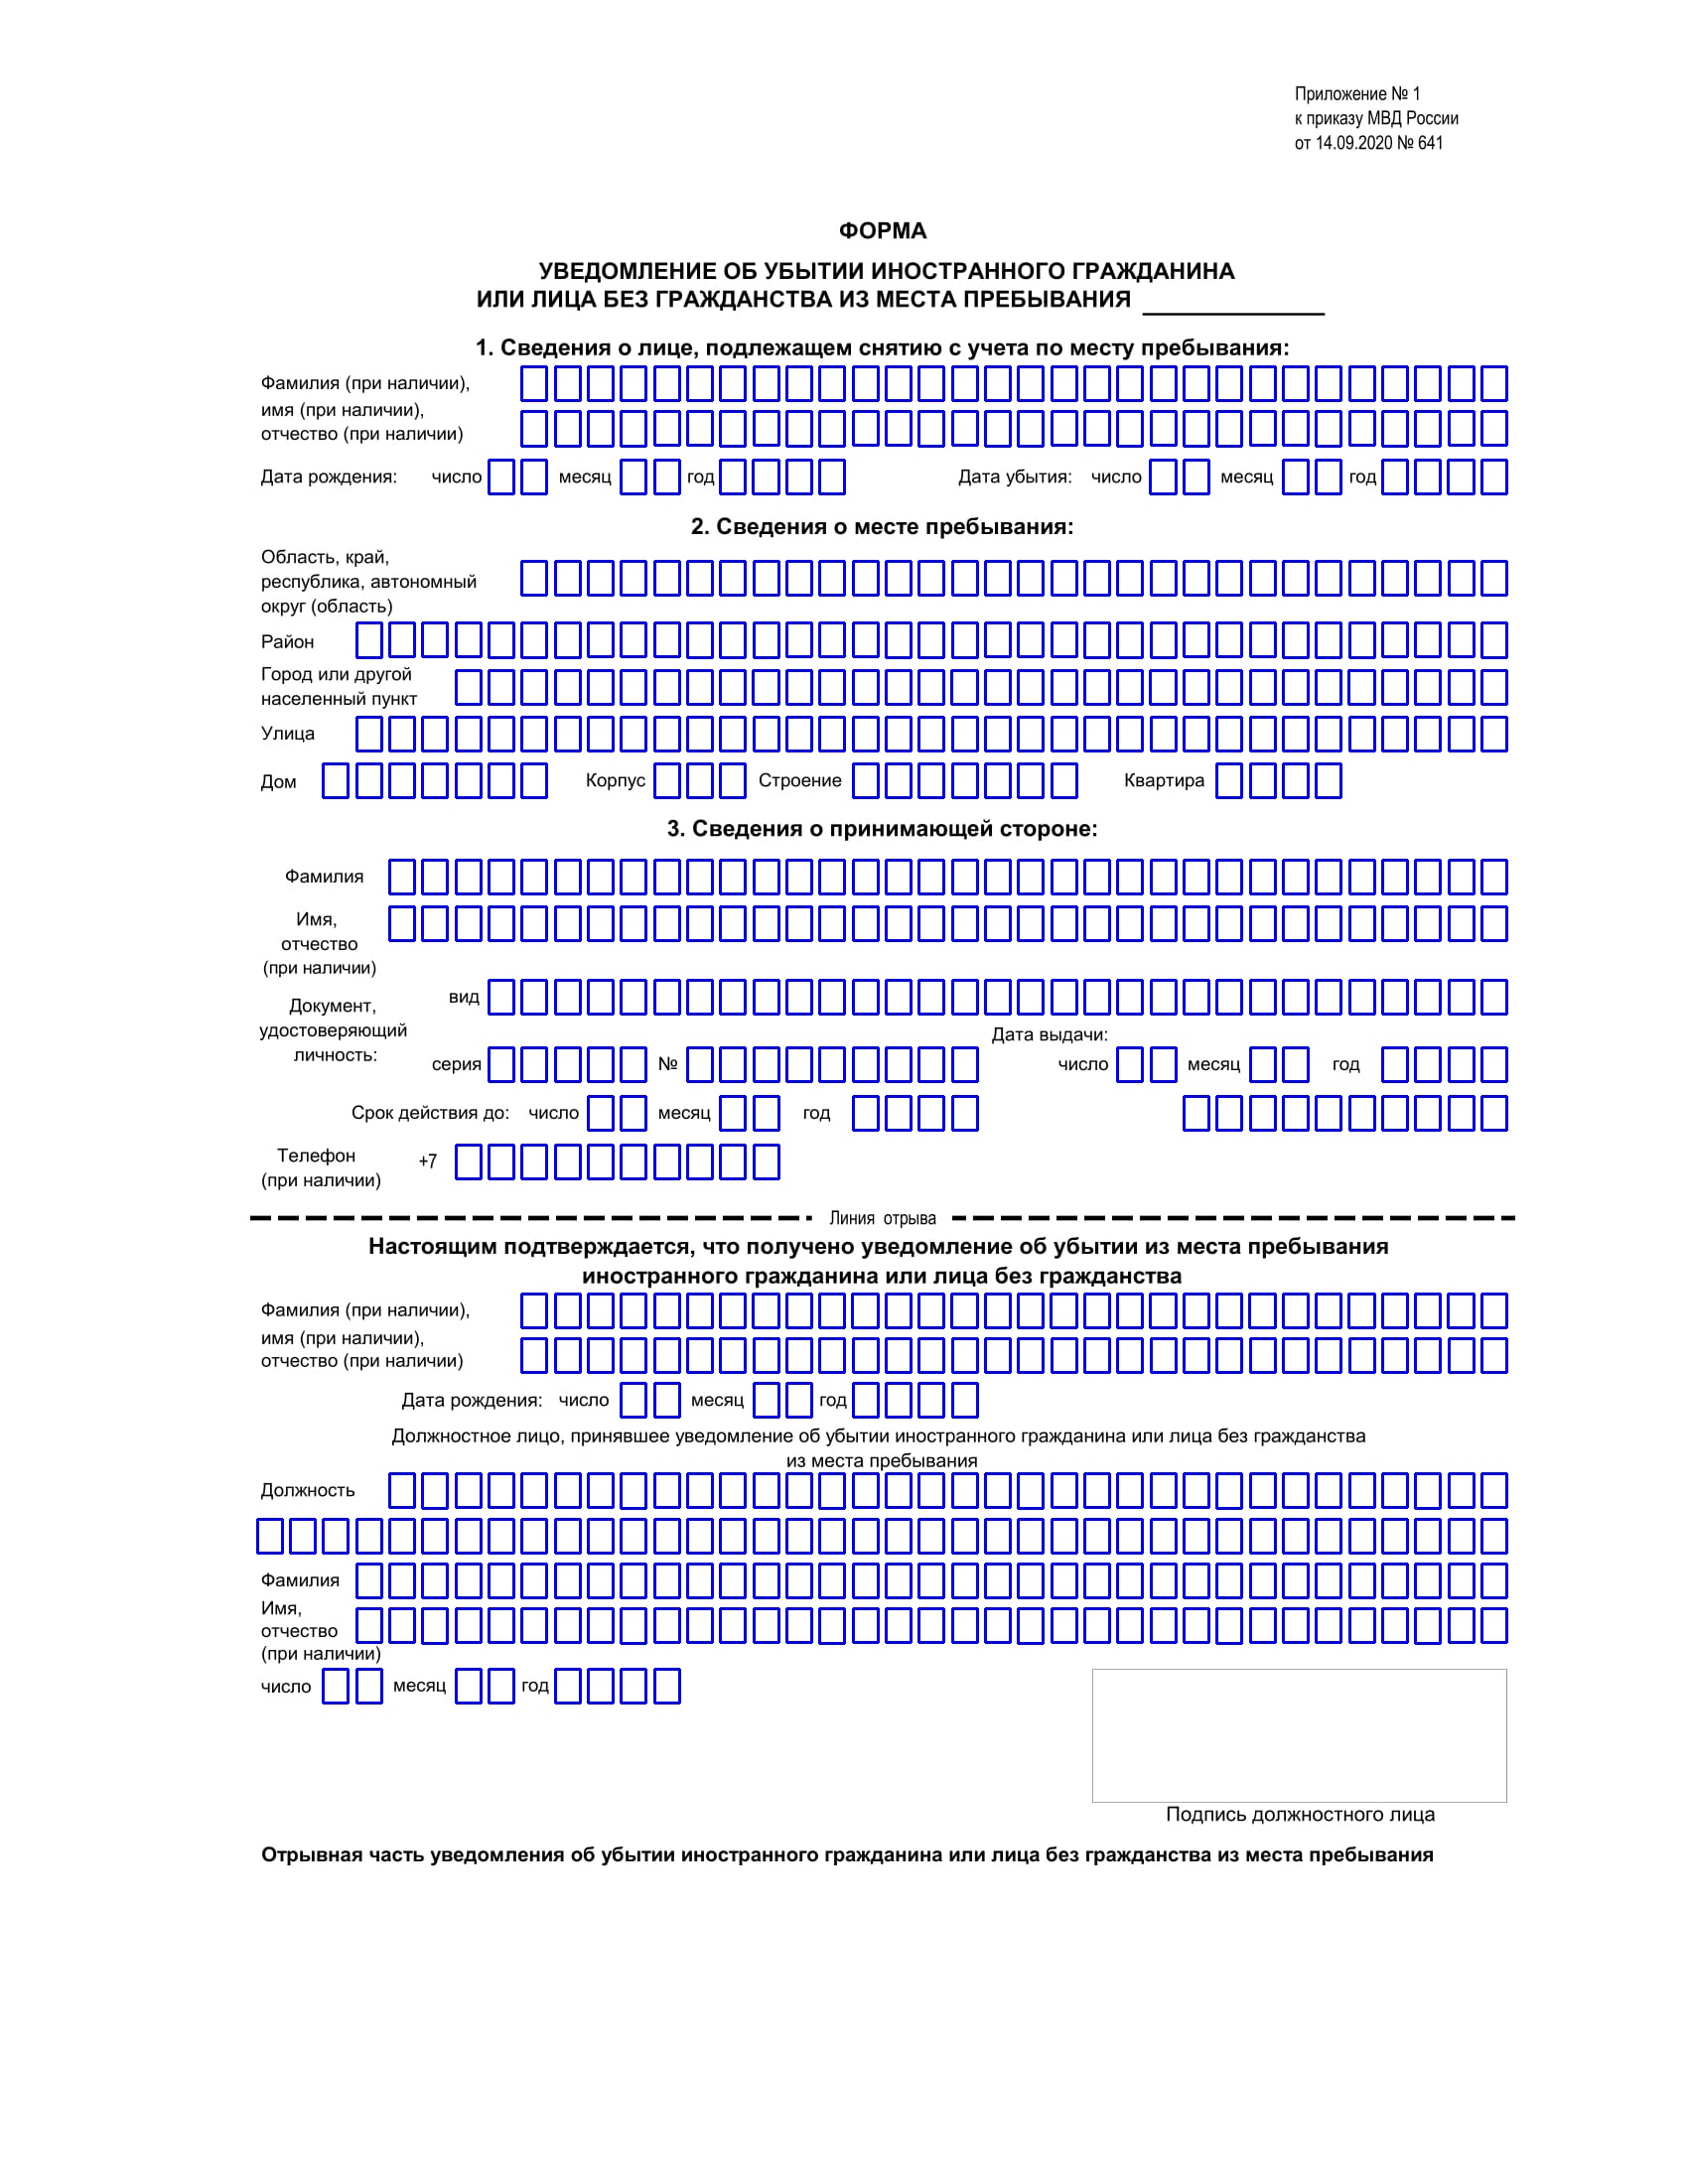 Приложение № 1
к приказу МВД России
от 14.09.2020 № 641
ФОРМА
УВЕДОМЛЕНИЕ ОБ УБЫТИИ ИНОСТРАННОГО ГРАЖДАНИНА
ИЛИ ЛИЦА БЕЗ ГРАЖДАНСТВА ИЗ МЕСТА ПРЕБЫВАНИЯ
1. Сведения о лице, подлежащем снятию с учета по месту пребывания:
Фамилия (при наличии),
имя (при наличии),
отчество (при наличии)
Дата рождения: число месяц год Дата убытия: число месяц год
2. Сведения о месте пребывания:
Область, край,
республика, автономный
округ (область)
Район
Город или другой
населенный пункт
Улица
Дом Корпус Строение Квартира
3. Сведения о принимающей стороне:
Фамилия
Имя,
отчество
(при наличии)
Документ,
удостоверяющий
личность:
вид
Дата выдачи:
серия № число месяц год
Срок действия до: число месяц год
Телефон
(при наличии)
+7
Линия отрыва
Настоящим подтверждается, что получено уведомление об убытии из места пребывания
иностранного гражданина или лица без гражданства
Фамилия (при наличии),
имя (при наличии),
отчество (при наличии)
Дата рождения: число месяц год
Должностное лицо, принявшее уведомление об убытии иностранного гражданина или лица без гражданства
из места пребывания
Должность
Фамилия
Имя,
отчество
(при наличии)
число месяц год
Подпись должностного лица
Отрывная часть уведомления об убытии иностранного гражданина или лица без гражданства из места пребывания